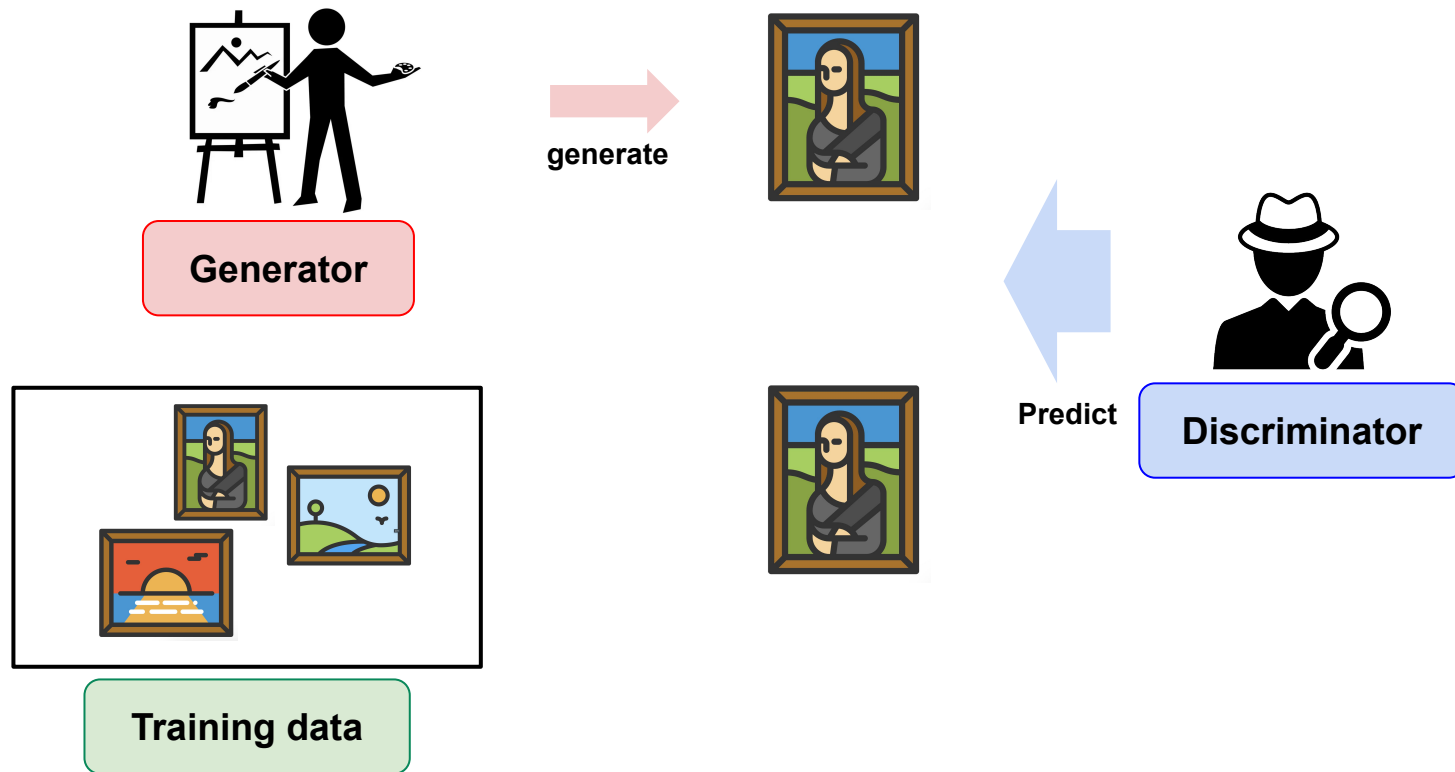 generate
Generator
Predict
Discriminator
Training data